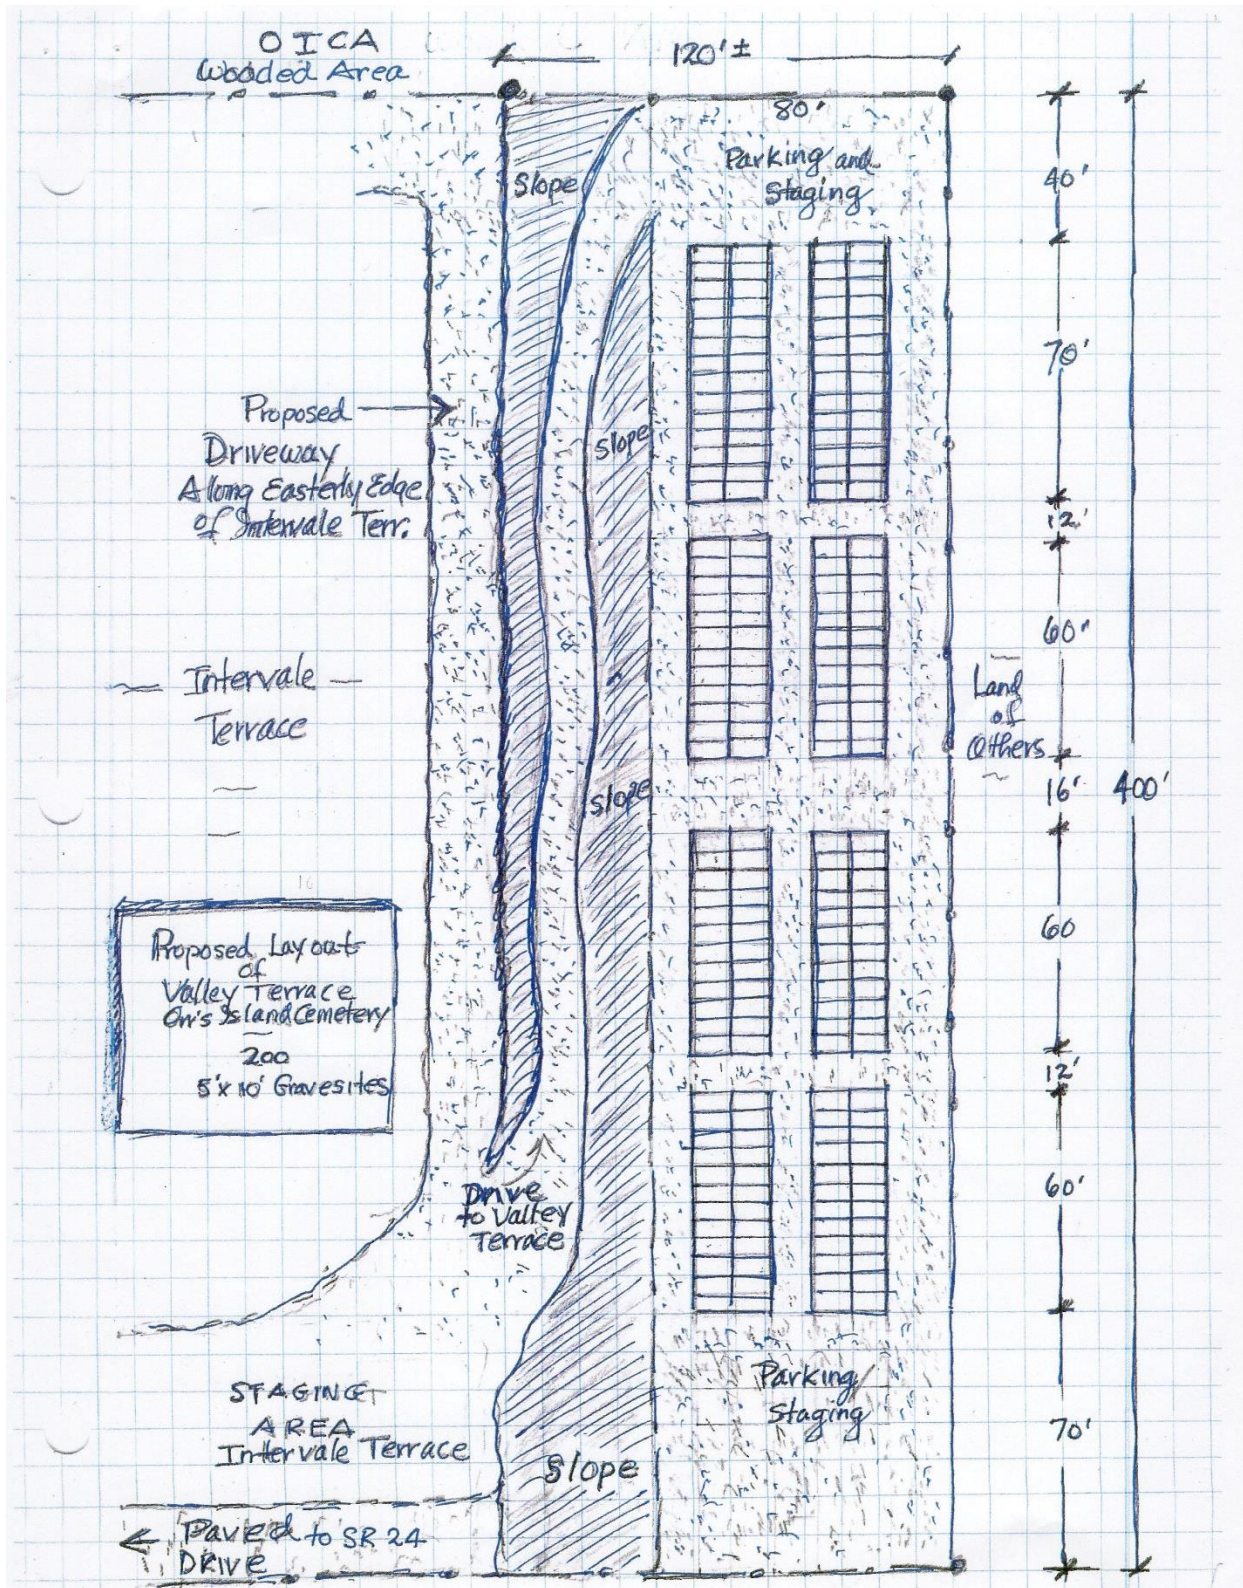 OICA
Wooded Area
120'±
80'
Parking and
Staging
40'
Slope
70'
Proposed
Driveway
Along Easterly Edge
of Intervale Terr.
Slope
12'
60'
Intervale
Terrace
Land
of
Others
Slope
16'
400'
60
Proposed Layout
of
Valley Terrace
Orr's Island Cemetery
200
5'x10' Gravesites
12'
60'
Drive
to Valley
Terrace
Parking
Staging
STAGING
AREA
Intervale Terrace
70'
Slope
Paved to SR 24
DRIVE